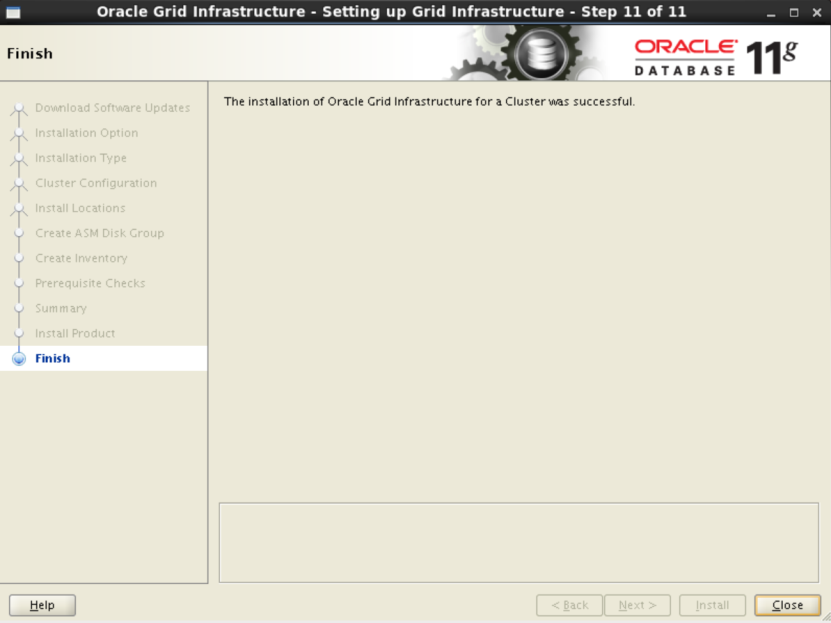 Oracle Grid Infrastructure - Setting up Grid Infrastructure - Step 11 of 11
Finish
ORACLE
DATABASE
11g
Download Software Updates
Installation Option
Installation Type
Cluster Configuration
Install Locations
Create ASM Disk Group
Create Inventory
Prerequisite Checks
Summary
Install Product
Finish
The installation of Oracle Grid Infrastructure for a Cluster was successful.
Help
< Back
Next >
Install
Close